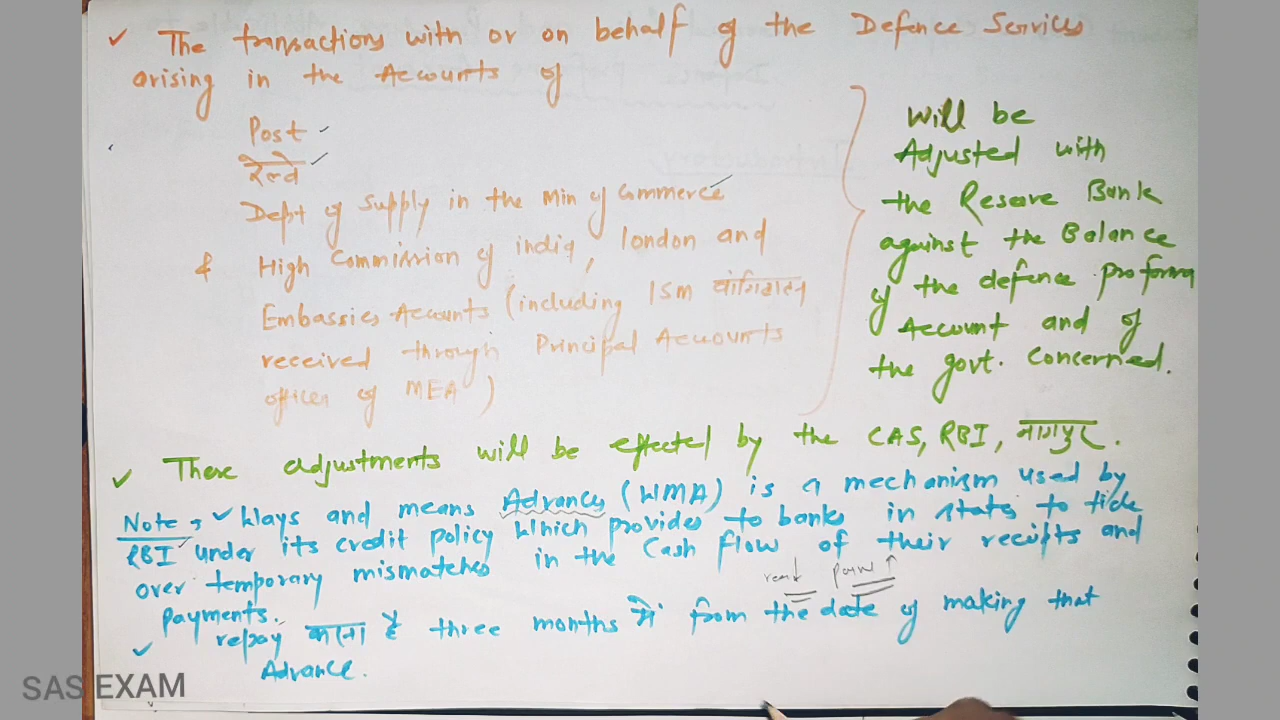 ✓ The transactions with or on behalf of the Defence Services
arising in the Accounts of
Post ✓
रेल्वे ✓
Dept of Supply in the Min of Commerce ✓
& High Commission of india, london and
Embassies Accounts (including ISM
received through Principal Accounts
officer of MEA)
Will be
Adjusted with
the Reserve Bank
against the Balance
of the defence proforma
Account and of
the govt. Concerned.
✓ These adjustments will be effected by the CAS, RBI, नागपुर.
Note → ✓ Ways and means Advances (WMA) is a mechanism used by
RBI under its credit policy which provides to banks in states to tide
over temporary mismatches in the Cash flow of their reciepts and
payments.
✓ repay करना है three months में from the date of making that
Advance.
SAS EXAM